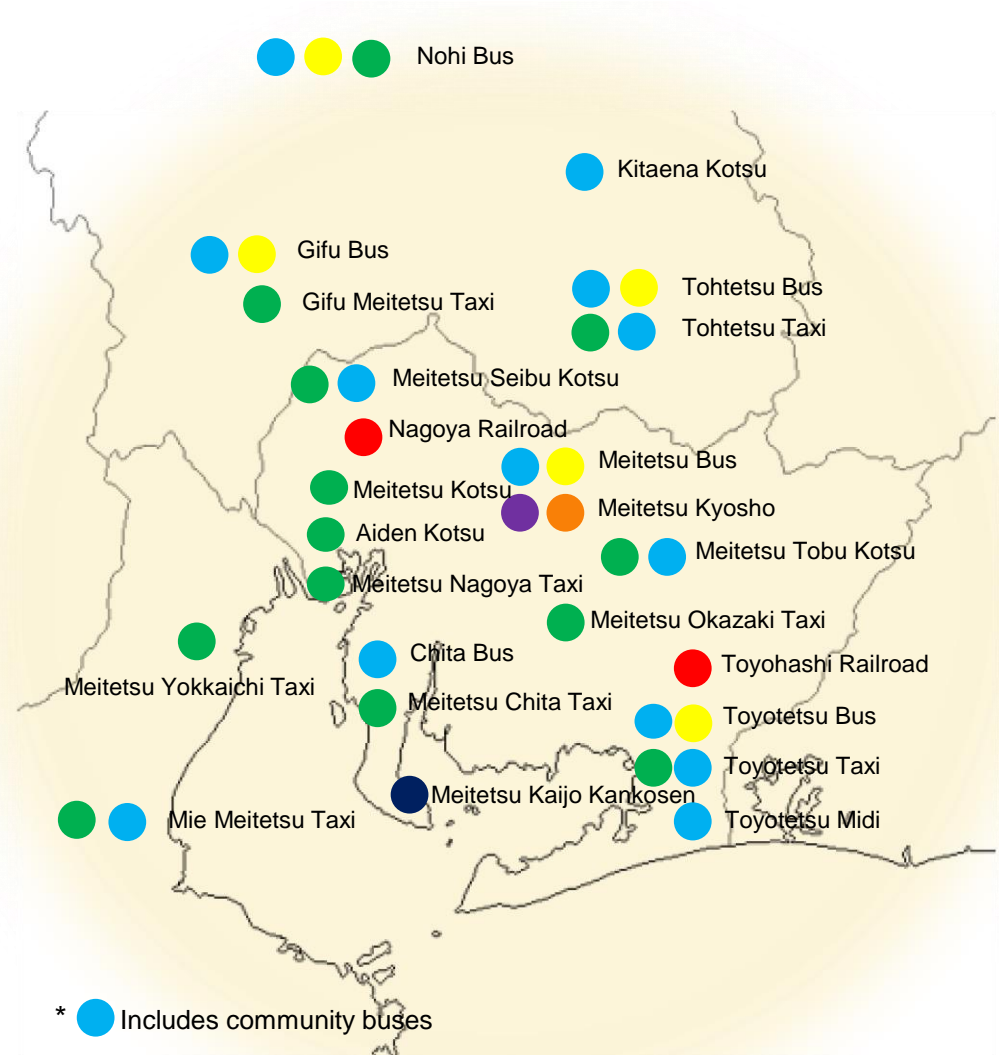 Nohi Bus
Kitaena Kotsu
Gifu Bus
Tohtetsu Bus
Gifu Meitetsu Taxi
Tohtetsu Taxi
Meitetsu Seibu Kotsu
Nagoya Railroad
Meitetsu Bus
Meitetsu Kotsu
Meitetsu Kyosho
Aiden Kotsu
Meitetsu Tobu Kotsu
Meitetsu Nagoya Taxi
Meitetsu Okazaki Taxi
Chita Bus
Toyohashi Railroad
Meitetsu Yokkaichi Taxi
Meitetsu Chita Taxi
Toyotetsu Bus
Toyotetsu Taxi
Meitetsu Kaijo Kankosen
Mie Meitetsu Taxi
Toyotetsu Midi
* Includes community buses